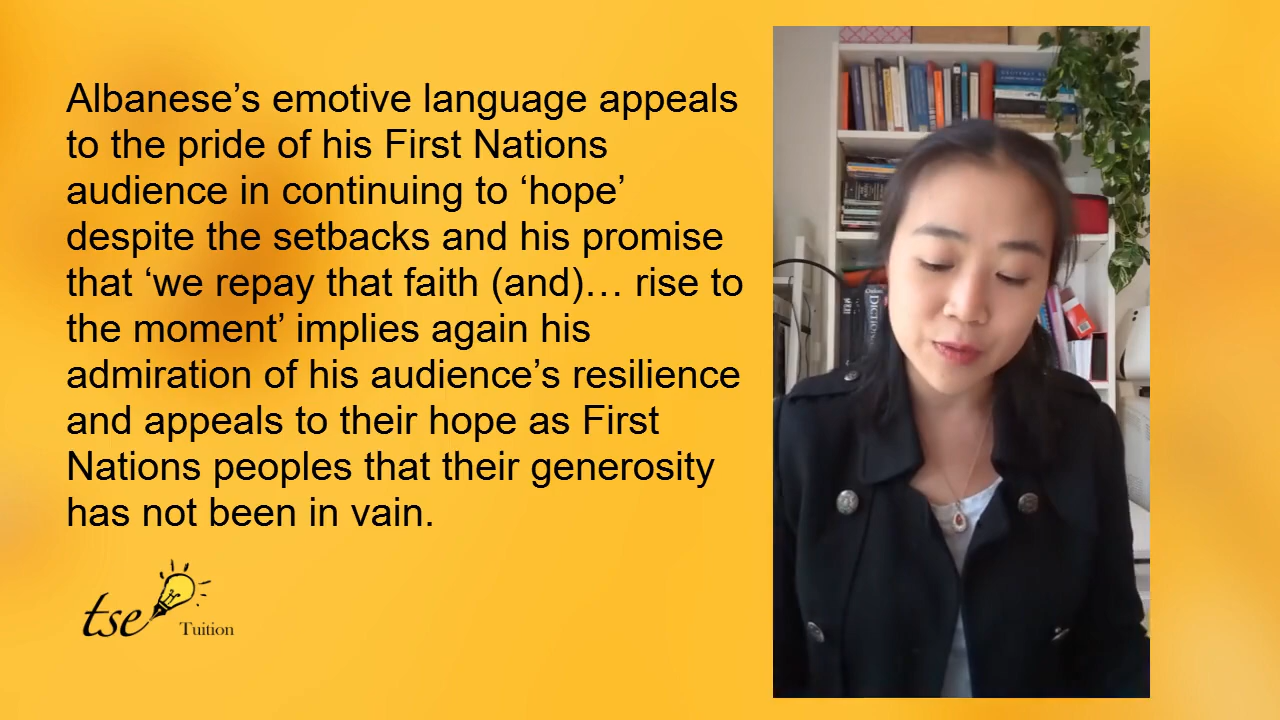 Albanese’s emotive language appeals
to the pride of his First Nations
audience in continuing to ‘hope’
despite the setbacks and his promise
that ‘we repay that faith (and)… rise to
the moment’ implies again his
admiration of his audience’s resilience
and appeals to their hope as First
Nations peoples that their generosity
has not been in vain.
tse
Tuition